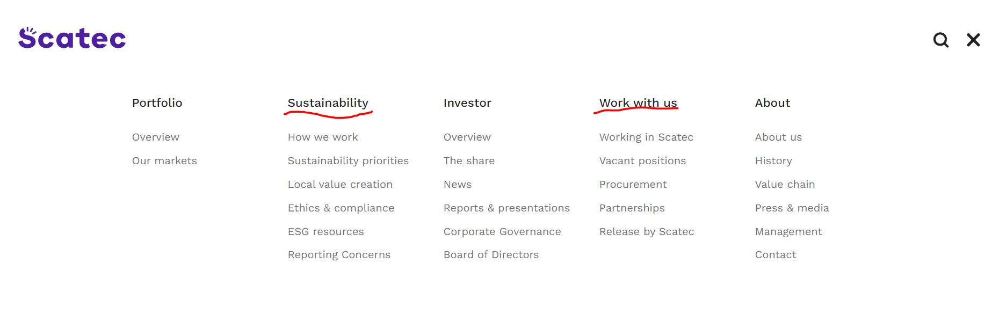 Scatec
Portfolio
Overview
Our markets
Sustainability
How we work
Sustainability priorities
Local value creation
Ethics & compliance
ESG resources
Reporting Concerns
Investor
Overview
The share
News
Reports & presentations
Corporate Governance
Board of Directors
Work with us
Working in Scatec
Vacant positions
Procurement
Partnerships
Release by Scatec
About
About us
History
Value chain
Press & media
Management
Contact